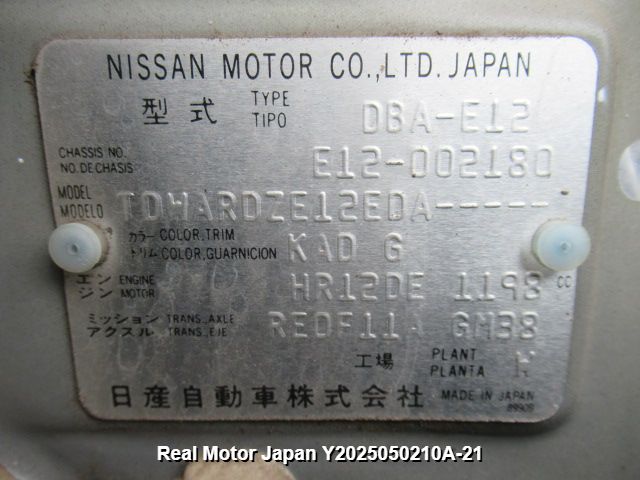 NISSAN MOTOR CO.,LTD. JAPAN
型式 TYPE TIPO DBA-E12
CHASSIS NO. NO. DE CHASIS E12-002180
MODEL MODELO TDWARDZE12EDA-----
カラー COLOR,TRIM
トリム COLOR,GUARNICION KAD G
エンジン ENGINE MOTOR HR12DE 1198 CC
ミッション TRANS.,AXLE
アクスル TRANS.,EJE RE0F11A GM38
工場 PLANT PLANTA
日産自動車株式会社 MADE IN JAPAN
Real Motor Japan Y2025050210A-21